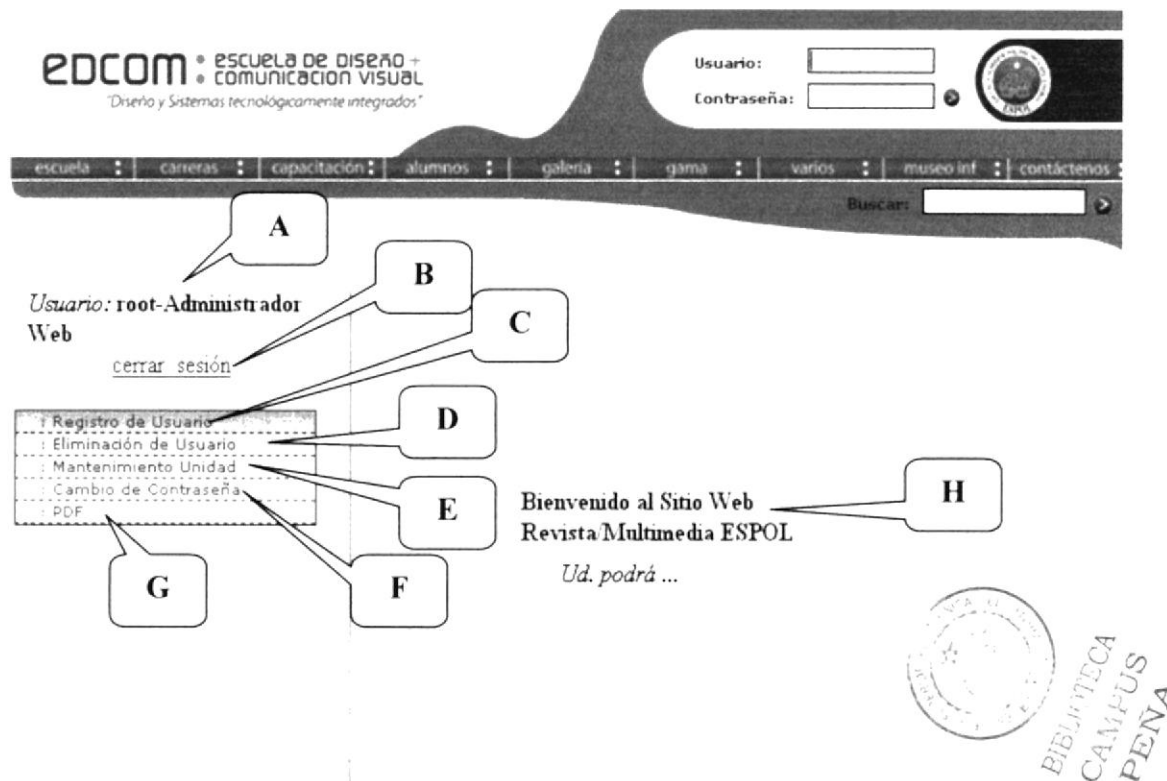 EDCOM : ESCUELA DE DISEÑO +
COMUNICACION VISUAL
"Diseño y Sistemas tecnológicamente integrados"
Usuario:
Contraseña:
ESPOL
escuela : carreras : capacitación : alumnos : galería : gama : varios : museo inf : contáctenos :
Buscar:
A
B
Usuario: root-Administrador
Web
C
cerrar sesión
: Registro de Usuario
D
: Eliminación de Usuario
: Mantenimiento Unidad
: Cambio de Contraseña
: PDF
E
H
Bienvenido al Sitio Web
Revista/Multimedia ESPOL
Ud. podrá ...
G
F
BIBLIOTECA
CAMPUS
PEÑA